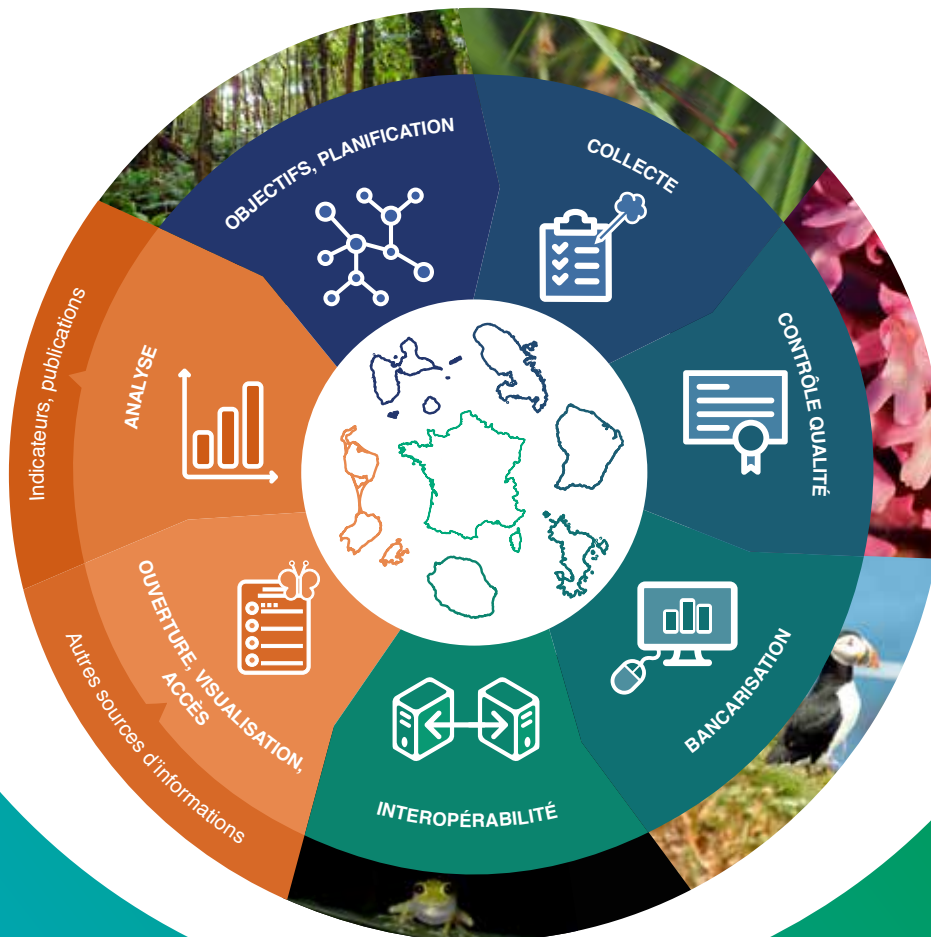 OBJECTIFS, PLANIFICATION
COLLECTE
CONTRÔLE QUALITÉ
BANCARISATION
INTEROPÉRABILITÉ
OUVERTURE, VISUALISATION,
ACCÈS
Autres sources d'informations
ANALYSE
Indicateurs, publications